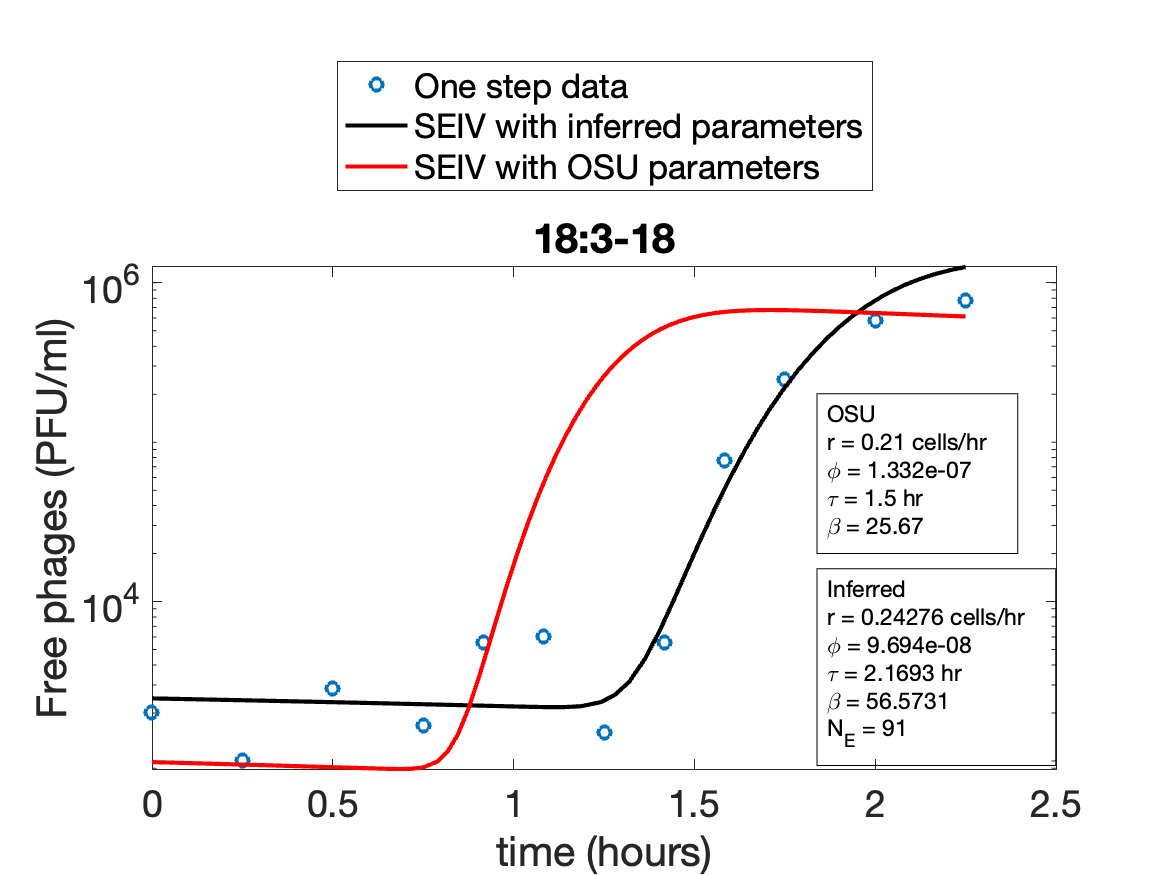 One step data
SEIV with inferred parameters
SEIV with OSU parameters
18:3-18
10^6
10^4
Free phages (PFU/ml)
OSU
r = 0.21 cells/hr
ϕ = 1.332e-07
τ = 1.5 hr
β = 25.67
Inferred
r = 0.24276 cells/hr
ϕ = 9.694e-08
τ = 2.1693 hr
β = 56.5731
N_E = 91
0 0.5 1 1.5 2 2.5
time (hours)